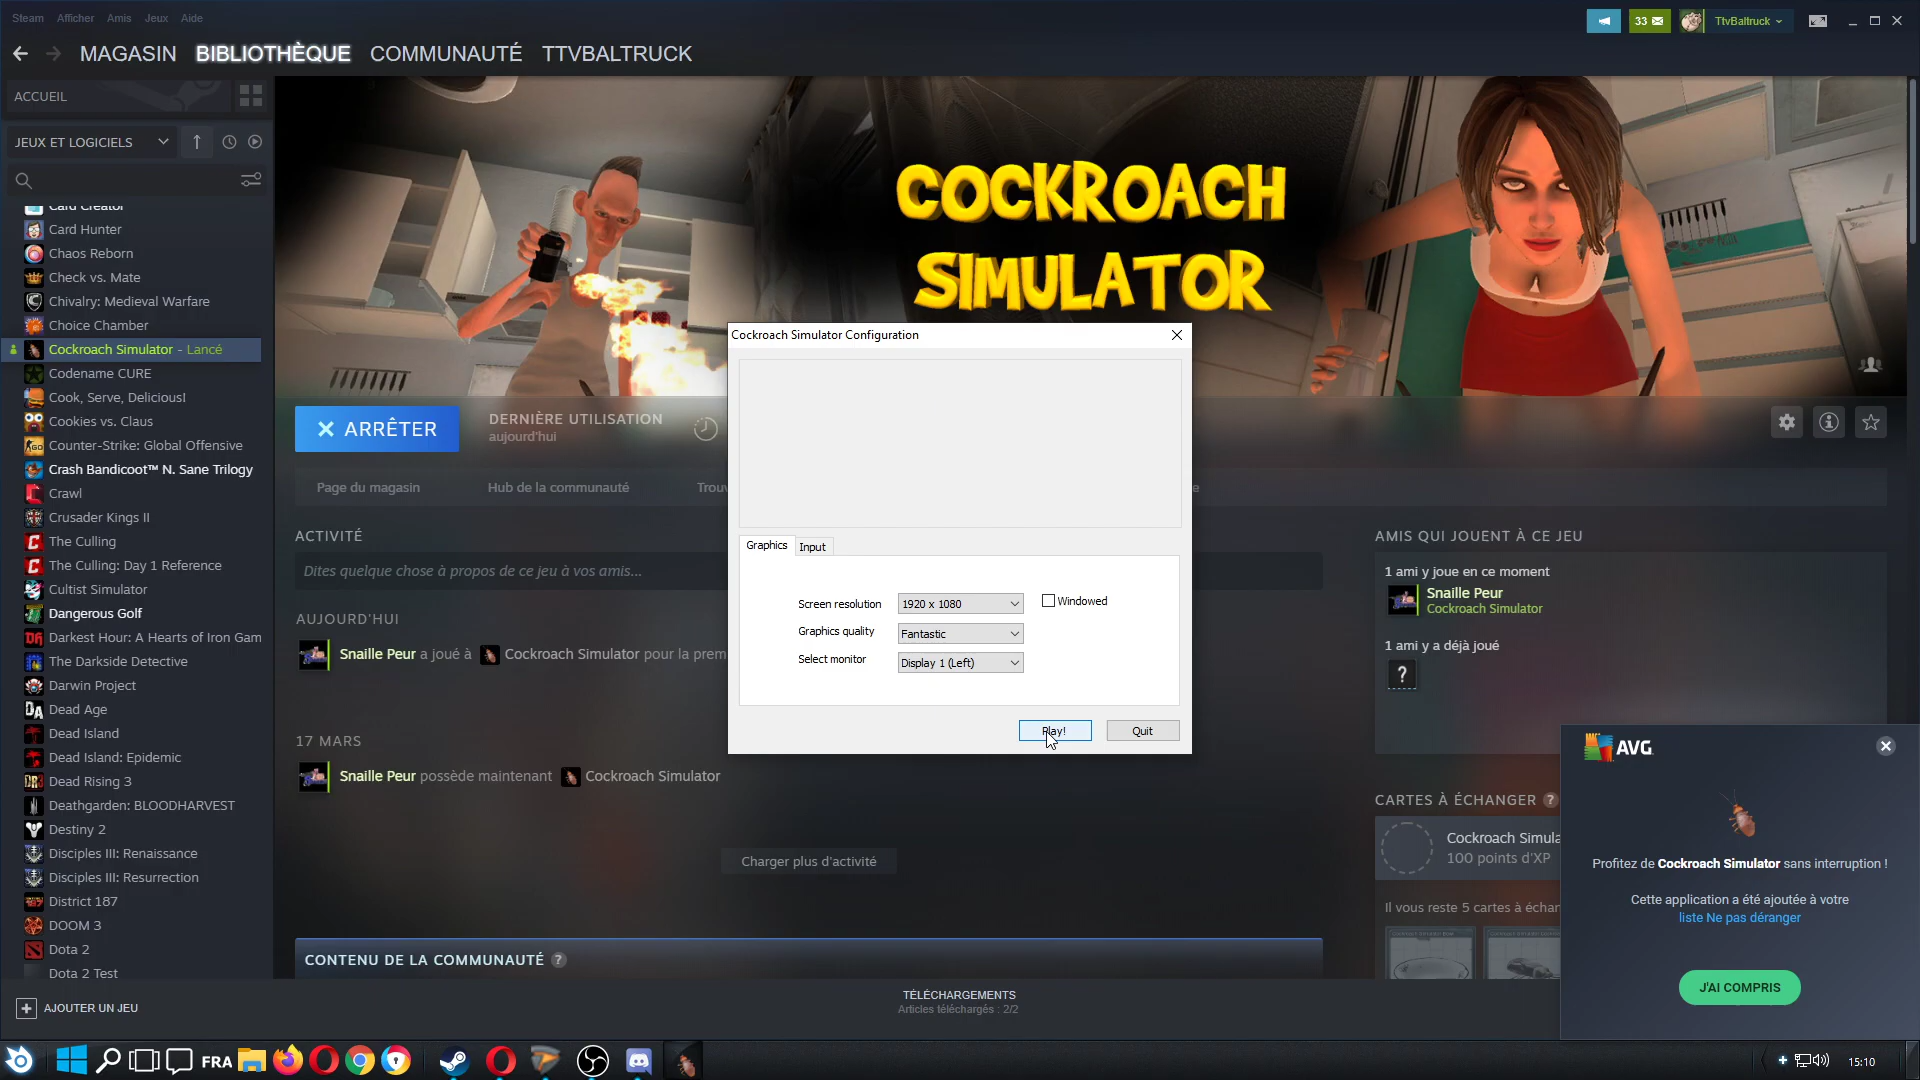 Steam Afficher Amis Jeux Aide
33
TtvBaltruck
MAGASIN BIBLIOTHÈQUE COMMUNAUTÉ TTVBALTRUCK
ACCUEIL
JEUX ET LOGICIELS
Card Creator
Card Hunter
Chaos Reborn
Check vs. Mate
Chivalry: Medieval Warfare
Choice Chamber
Cockroach Simulator - Lancé
Codename CURE
Cook, Serve, Delicious!
Cookies vs. Claus
Counter-Strike: Global Offensive
Crash Bandicoot™ N. Sane Trilogy
Crawl
Crusader Kings II
The Culling
The Culling: Day 1 Reference
Cultist Simulator
Dangerous Golf
Darkest Hour: A Hearts of Iron Gam
The Darkside Detective
Darwin Project
Dead Age
Dead Island
Dead Island: Epidemic
Dead Rising 3
Deathgarden: BLOODHARVEST
Destiny 2
Disciples III: Renaissance
Disciples III: Resurrection
District 187
DOOM 3
Dota 2
Dota 2 Test
AJOUTER UN JEU
COCKROACH
SIMULATOR
ARRÊTER
DERNIÈRE UTILISATION
aujourd'hui
Page du magasin
Hub de la communauté
Trouv
e
ACTIVITÉ
Dites quelque chose à propos de ce jeu à vos amis...
AUJOURD'HUI
Snaille Peur a joué à Cockroach Simulator pour la prem
17 MARS
Snaille Peur possède maintenant Cockroach Simulator
Charger plus d'activité
CONTENU DE LA COMMUNAUTÉ ?
Cockroach Simulator Configuration
Graphics Input
Screen resolution 1920 x 1080 Windowed
Graphics quality Fantastic
Select monitor Display 1 (Left)
Play! Quit
AMIS QUI JOUENT À CE JEU
1 ami y joue en ce moment
Snaille Peur
Cockroach Simulator
1 ami y a déjà joué
?
CARTES À ÉCHANGER ?
Cockroach Simula
100 points d'XP
Il vous reste 5 cartes à échan
AVG
Profitez de Cockroach Simulator sans interruption !
Cette application a été ajoutée à votre
liste Ne pas déranger
J'AI COMPRIS
TÉLÉCHARGEMENTS
Articles téléchargés : 2/2
FRA
15:10